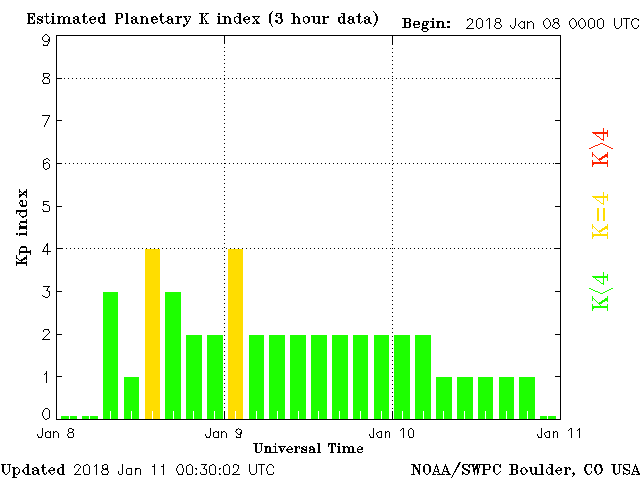 Estimated Planetary K index (3 hour data) Begin: 2018 Jan 08 0000 UTC
9
8
7
6
5
4
3
2
1
0
Kp index
K>4
K=4
K<4
Jan 8 Jan 9 Jan 10 Jan 11
Universal Time
Updated 2018 Jan 11 00:30:02 UTC NOAA/SWPC Boulder, CO USA